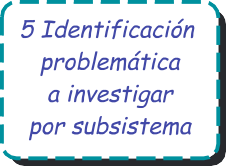 5 Identificación
problemática
a investigar
por subsistema